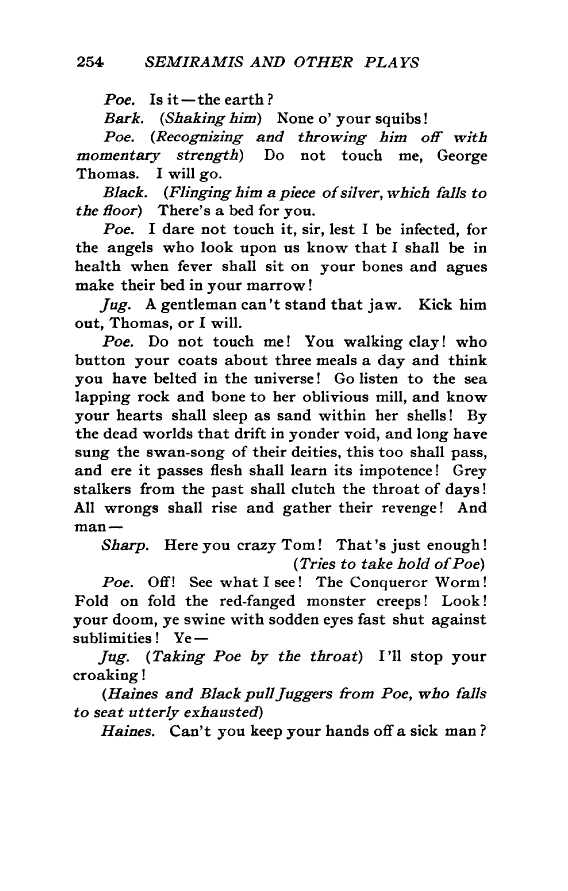 254 SEMIRAMIS AND OTHER PLAYS
Poe. Is it—the earth?
Bark. (Shaking him) None o' your squibs!
Poe. (Recognizing and throwing him off with
momentary strength) Do not touch me, George
Thomas. I will go.
Black. (Flinging him a piece of silver, which falls to
the floor) There's a bed for you.
Poe. I dare not touch it, sir, lest I be infected, for
the angels who look upon us know that I shall be in
health when fever shall sit on your bones and agues
make their bed in your marrow!
Jug. A gentleman can't stand that jaw. Kick him
out, Thomas, or I will.
Poe. Do not touch me! You walking clay! who
button your coats about three meals a day and think
you have belted in the universe! Go listen to the sea
lapping rock and bone to her oblivious mill, and know
your hearts shall sleep as sand within her shells! By
the dead worlds that drift in yonder void, and long have
sung the swan-song of their deities, this too shall pass,
and ere it passes flesh shall learn its impotence! Grey
stalkers from the past shall clutch the throat of days!
All wrongs shall rise and gather their revenge! And
man—
Sharp. Here you crazy Tom! That's just enough!
(Tries to take hold of Poe)
Poe. Off! See what I see! The Conqueror Worm!
Fold on fold the red-fanged monster creeps! Look!
your doom, ye swine with sodden eyes fast shut against
sublimities! Ye—
Jug. (Taking Poe by the throat) I'll stop your
croaking!
(Haines and Black pull Juggers from Poe, who falls
to seat utterly exhausted)
Haines. Can't you keep your hands off a sick man?